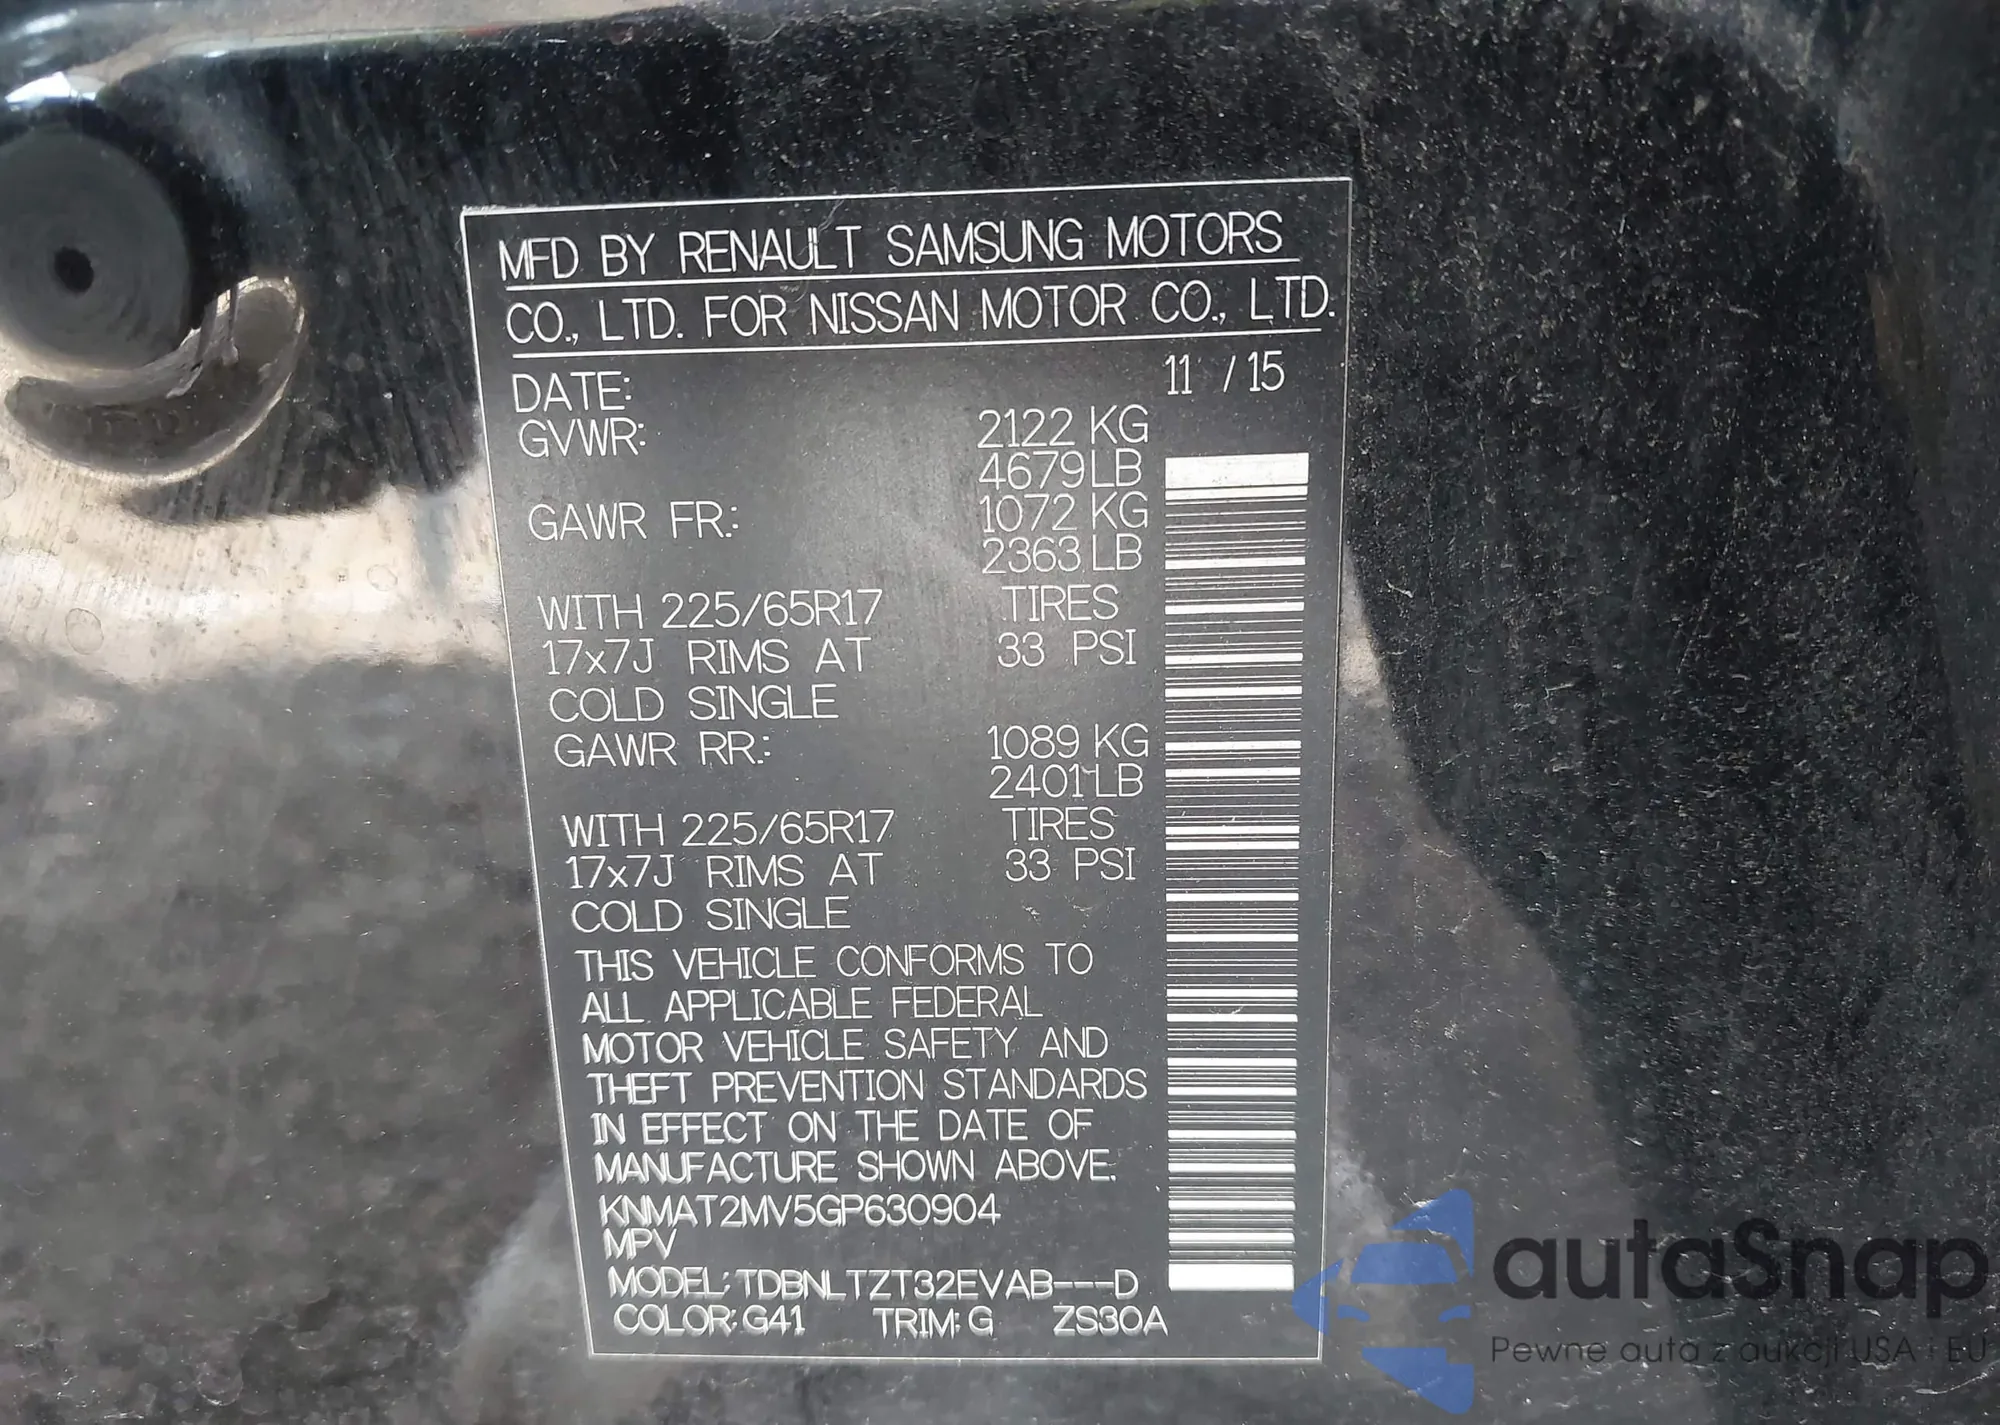 MFD BY RENAULT SAMSUNG MOTORS
CO., LTD. FOR NISSAN MOTOR CO., LTD.
DATE: 11 / 15
GVWR: 2122 KG
4679 LB
GAWR FR: 1072 KG
2363 LB
WITH 225/65R17 TIRES
17x7J RIMS AT 33 PSI
COLD SINGLE
GAWR RR: 1089 KG
2401 LB
WITH 225/65R17 TIRES
17x7J RIMS AT 33 PSI
COLD SINGLE
THIS VEHICLE CONFORMS TO
ALL APPLICABLE FEDERAL
MOTOR VEHICLE SAFETY AND
THEFT PREVENTION STANDARDS
IN EFFECT ON THE DATE OF
MANUFACTURE SHOWN ABOVE.
KNMAT2MV5GP630904
MPV
MODEL: TDBNLTZT32EVAB---D
COLOR: G41 TRIM: G ZS30A
autaSnap
Pewne auta z aukcji USA i EU